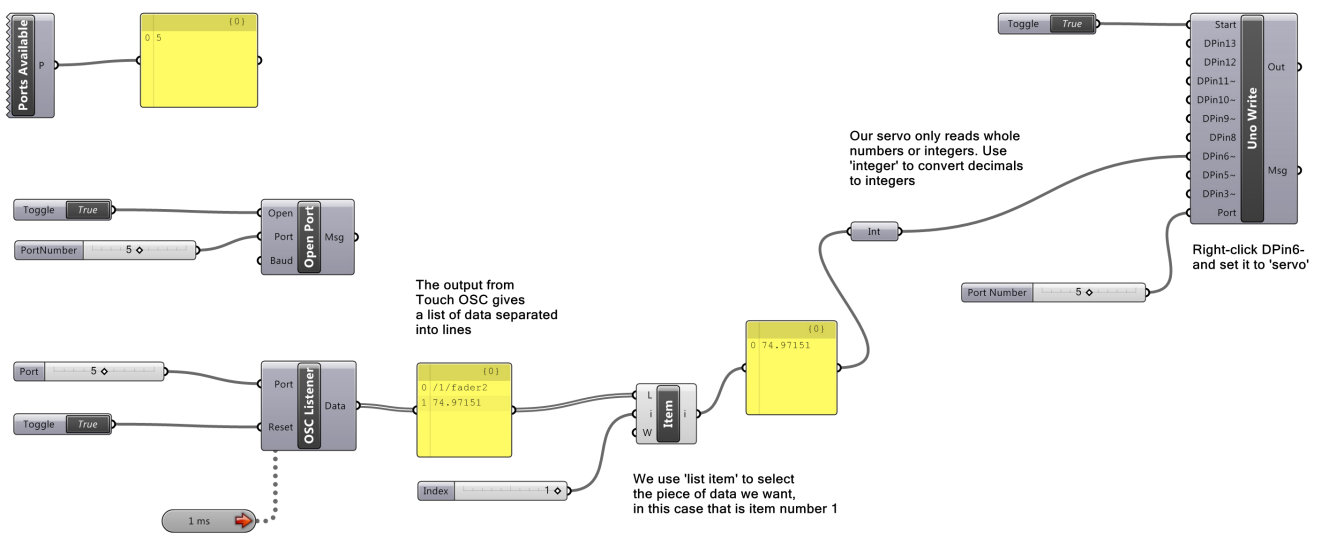 Ports Available
P
{0}
0 5
Toggle True
Open
Port
Baud
Open Port
Msg
PortNumber 5
Port 5
Toggle True
Port
Reset
OSC Listener
Data
1 ms
The output from
Touch OSC gives
a list of data separated
into lines
{0}
0 /1/fader2
1 74.97151
Index 1
L
i
W
Item
i
We use 'list item' to select
the piece of data we want,
in this case that is item number 1
{0}
0 74.97151
Our servo only reads whole
numbers or integers. Use
'integer' to convert decimals
to integers
Int
Toggle True
Start
DPin13
DPin12
DPin11~
DPin10~
DPin9~
DPin8
DPin6~
DPin5~
DPin3~
Port
Uno Write
Out
Msg
Port Number 5
Right-click DPin6-
and set it to 'servo'